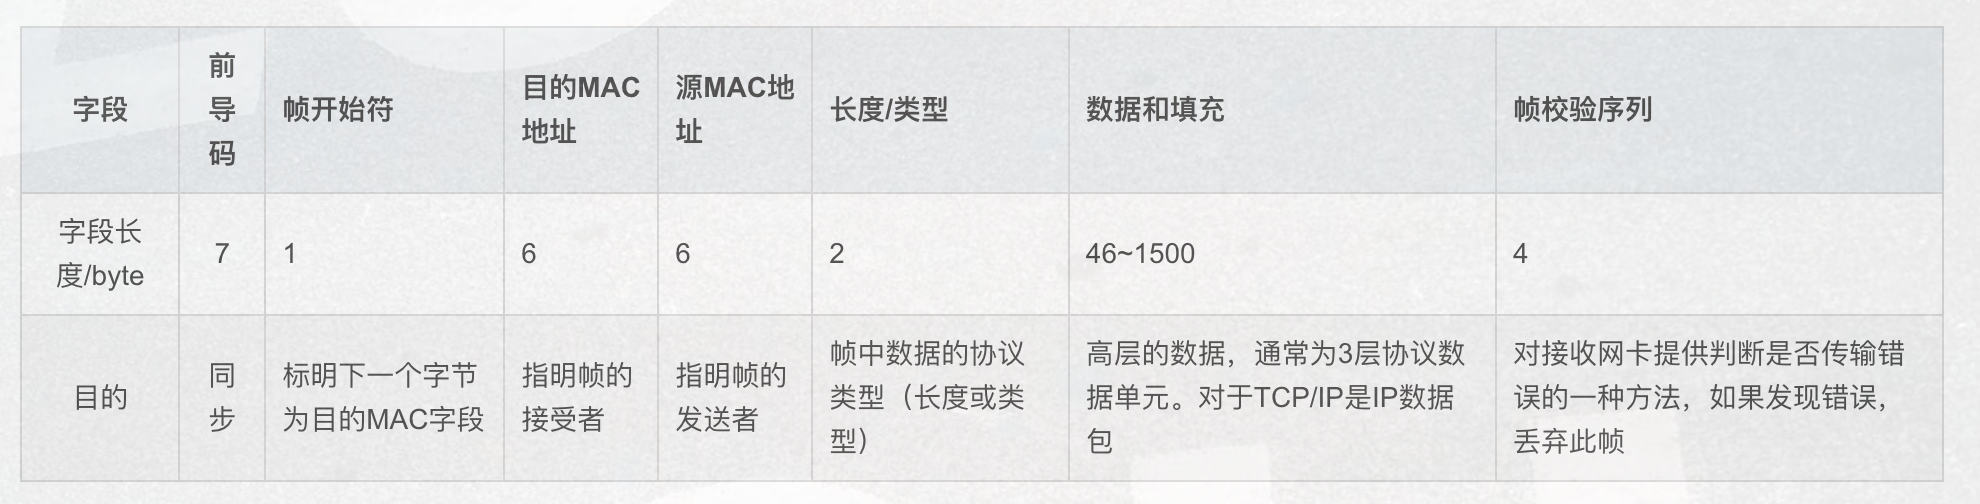 字段
前
导
码
帧开始符
目的MAC
地址
源MAC地
址
长度/类型
数据和填充
帧校验序列
字段长
度/byte
7
1
6
6
2
46~1500
4
目的
同
步
标明下一个字节
为目的MAC字段
指明帧的
接受者
指明帧的
发送者
帧中数据的协议
类型（长度或类
型）
高层的数据，通常为3层协议数
据单元。对于TCP/IP是IP数据
包
对接收网卡提供判断是否传输错
误的一种方法，如果发现错误，
丢弃此帧